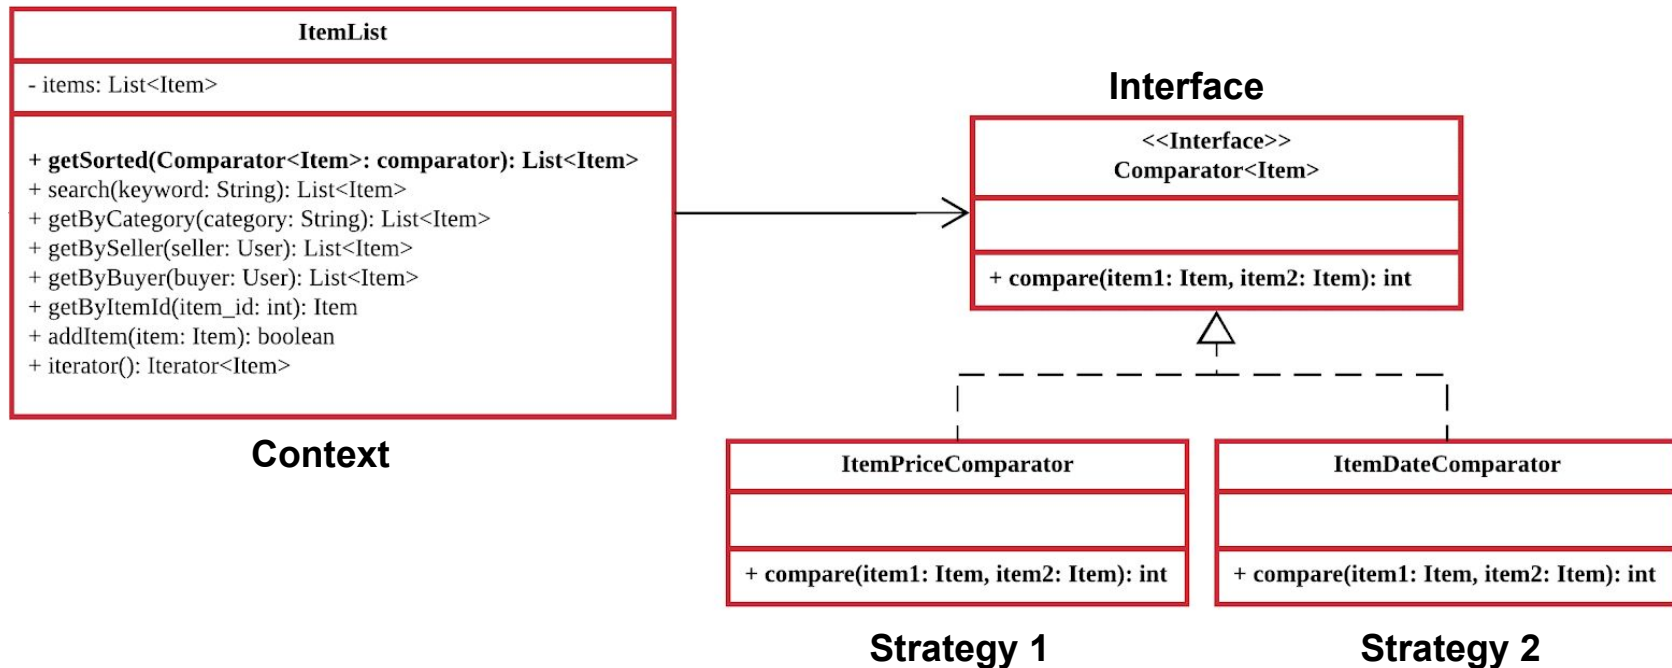 ItemList
- items: List<Item>
+ getSorted(Comparator<Item>: comparator): List<Item>
+ search(keyword: String): List<Item>
+ getByCategory(category: String): List<Item>
+ getBySeller(seller: User): List<Item>
+ getByBuyer(buyer: User): List<Item>
+ getByItemId(item_id: int): Item
+ addItem(item: Item): boolean
+ iterator(): Iterator<Item>
Context
Interface
<<Interface>>
Comparator<Item>
+ compare(item1: Item, item2: Item): int
ItemPriceComparator
+ compare(item1: Item, item2: Item): int
Strategy 1
ItemDateComparator
+ compare(item1: Item, item2: Item): int
Strategy 2